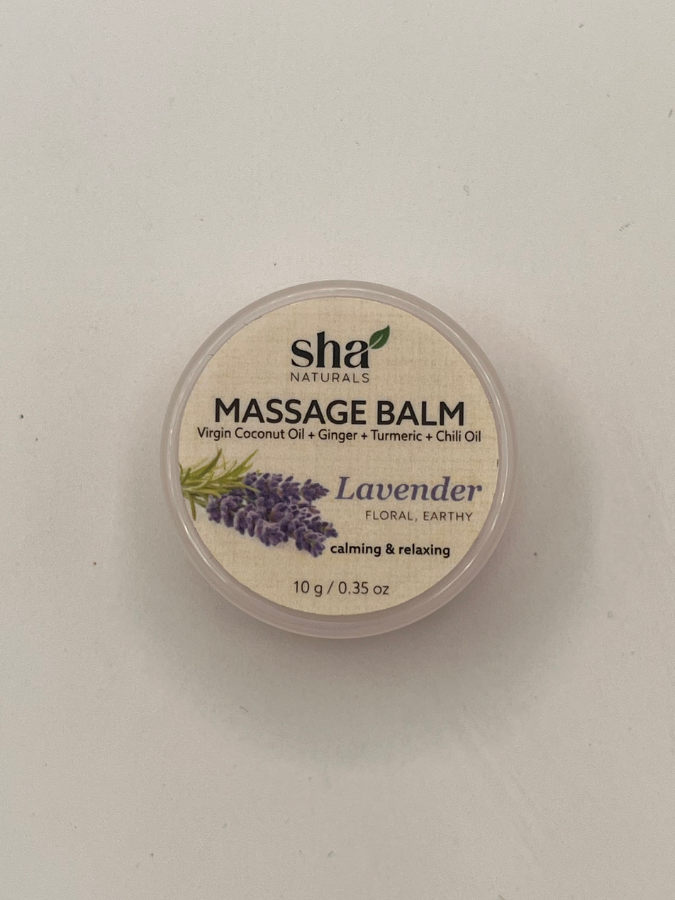 sha
NATURALS
MASSAGE BALM
Virgin Coconut Oil + Ginger + Turmeric + Chili Oil
Lavender
FLORAL, EARTHY
calming & relaxing
10 g / 0.35 oz